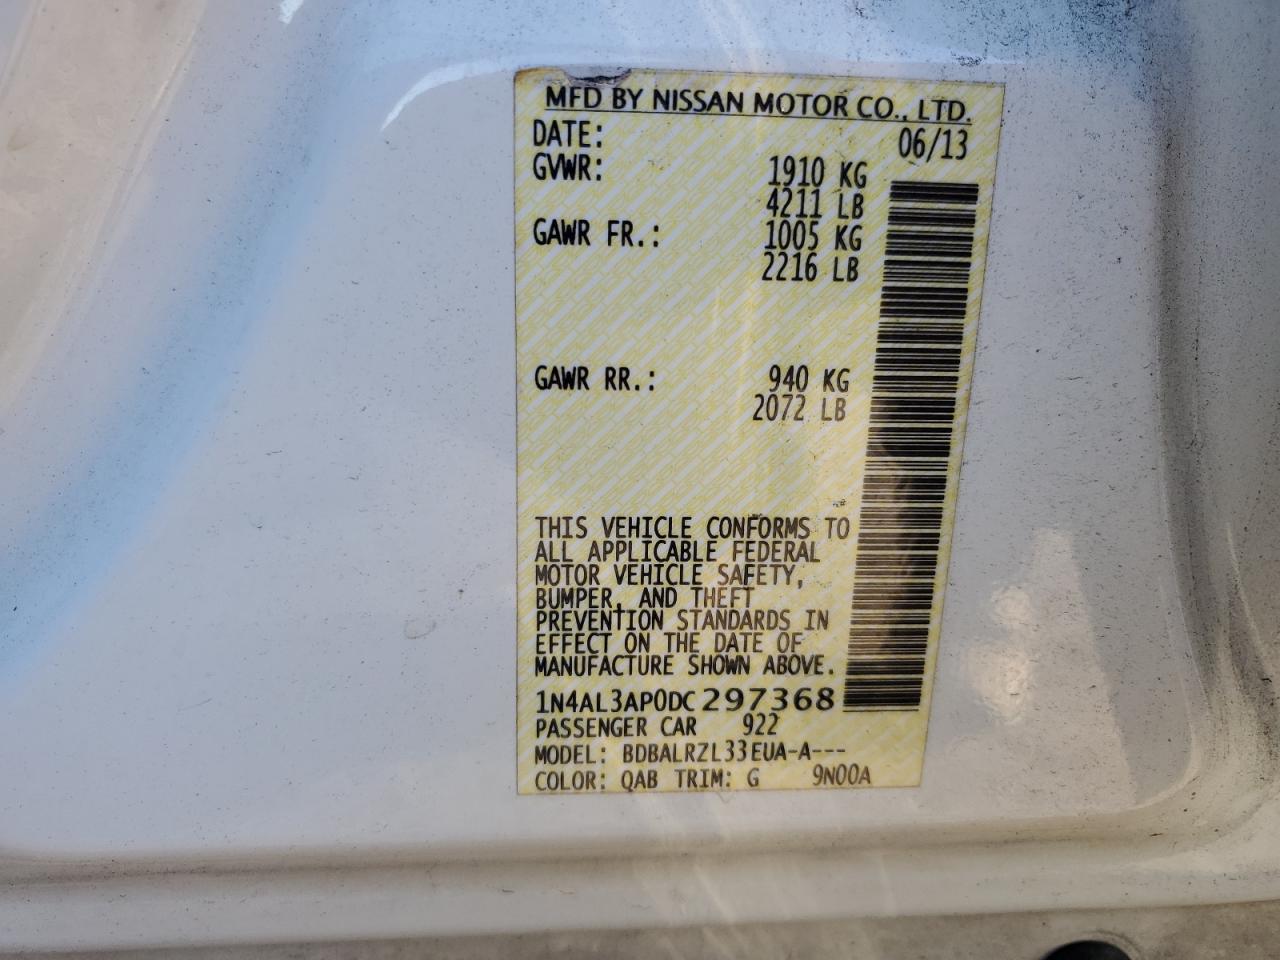 MFD BY NISSAN MOTOR CO., LTD.
DATE: 06/13
GVWR: 1910 KG
4211 LB
GAWR FR.: 1005 KG
2216 LB
GAWR RR.: 940 KG
2072 LB
THIS VEHICLE CONFORMS TO
ALL APPLICABLE FEDERAL
MOTOR VEHICLE SAFETY,
BUMPER, AND THEFT
PREVENTION STANDARDS IN
EFFECT ON THE DATE OF
MANUFACTURE SHOWN ABOVE.
1N4AL3AP0DC297368
PASSENGER CAR 922
MODEL: BDBALRZL33EUA-A---
COLOR: QAB TRIM: G 9N00A